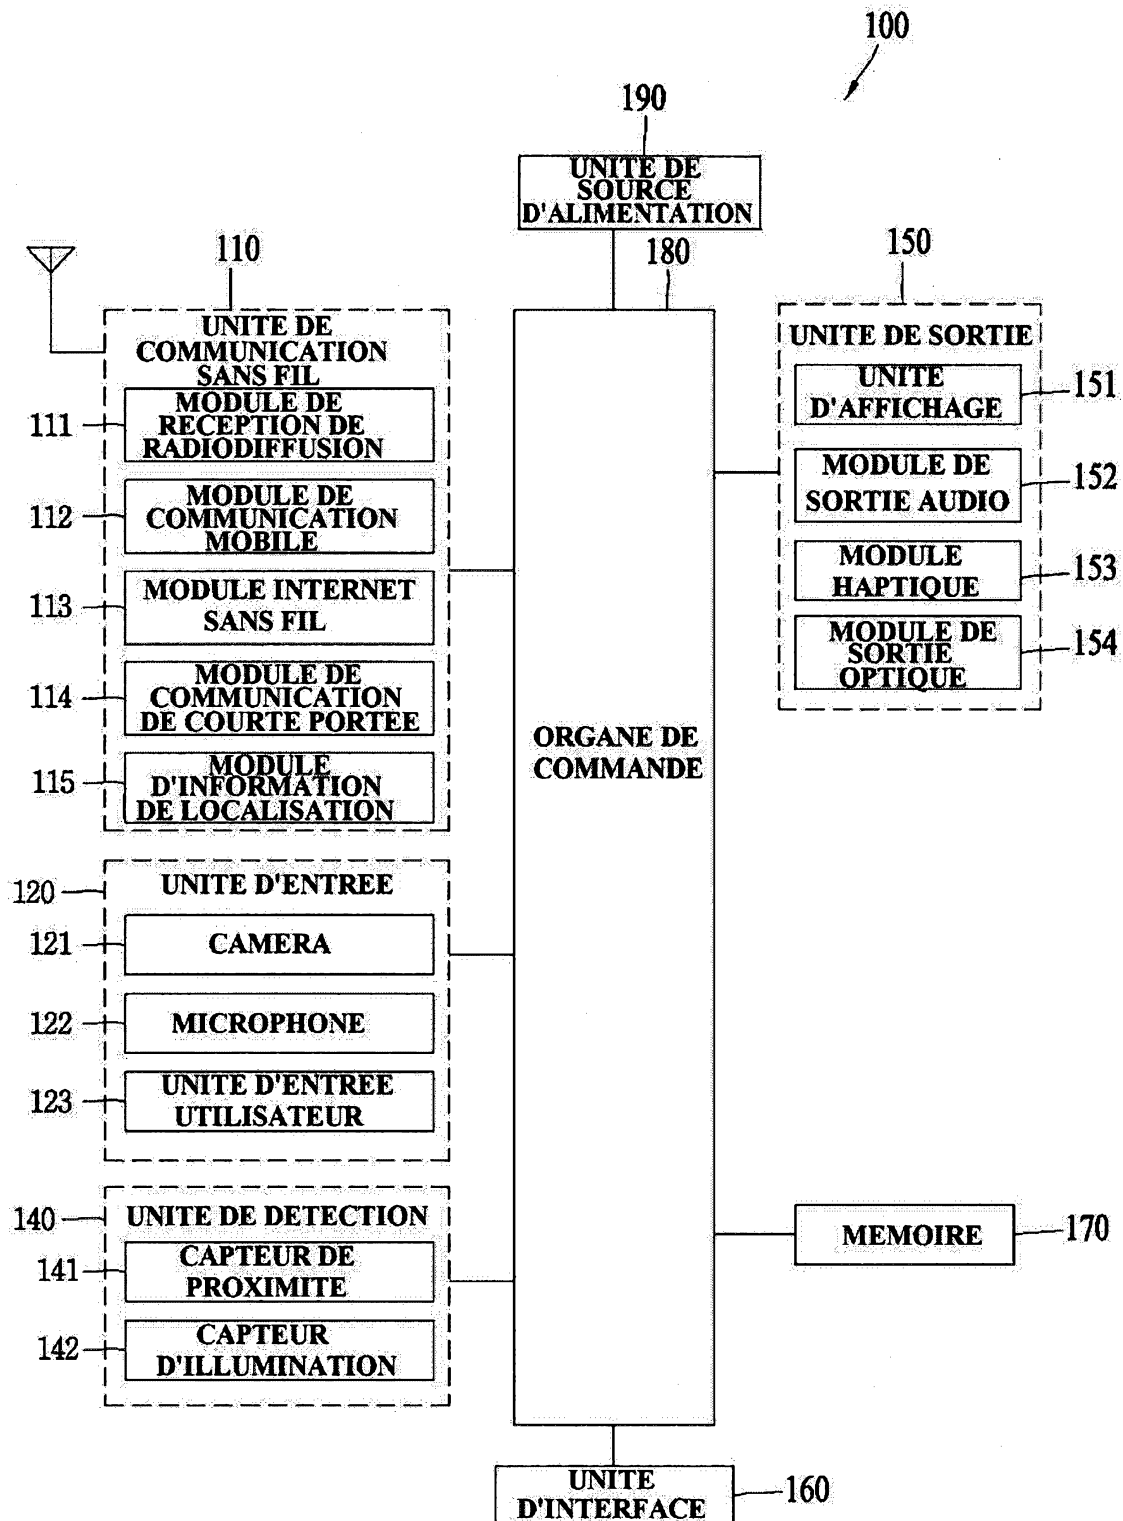 100
190
UNITE DE
SOURCE
D'ALIMENTATION
110
180
150
UNITE DE
COMMUNICATION
SANS FIL
111
MODULE DE
RECEPTION DE
RADIODIFFUSION
112
MODULE DE
COMMUNICATION
MOBILE
113
MODULE INTERNET
SANS FIL
114
MODULE DE
COMMUNICATION
DE COURTE PORTEE
115
MODULE
D'INFORMATION
DE LOCALISATION
120
UNITE D'ENTREE
121
CAMERA
122
MICROPHONE
123
UNITE D'ENTREE
UTILISATEUR
140
UNITE DE DETECTION
141
CAPTEUR DE
PROXIMITE
142
CAPTEUR
D'ILLUMINATION
ORGANE DE
COMMANDE
UNITE DE SORTIE
UNITE
D'AFFICHAGE
151
MODULE DE
SORTIE AUDIO
152
MODULE
HAPTIQUE
153
MODULE DE
SORTIE
OPTIQUE
154
MEMOIRE
170
UNITE
D'INTERFACE
160